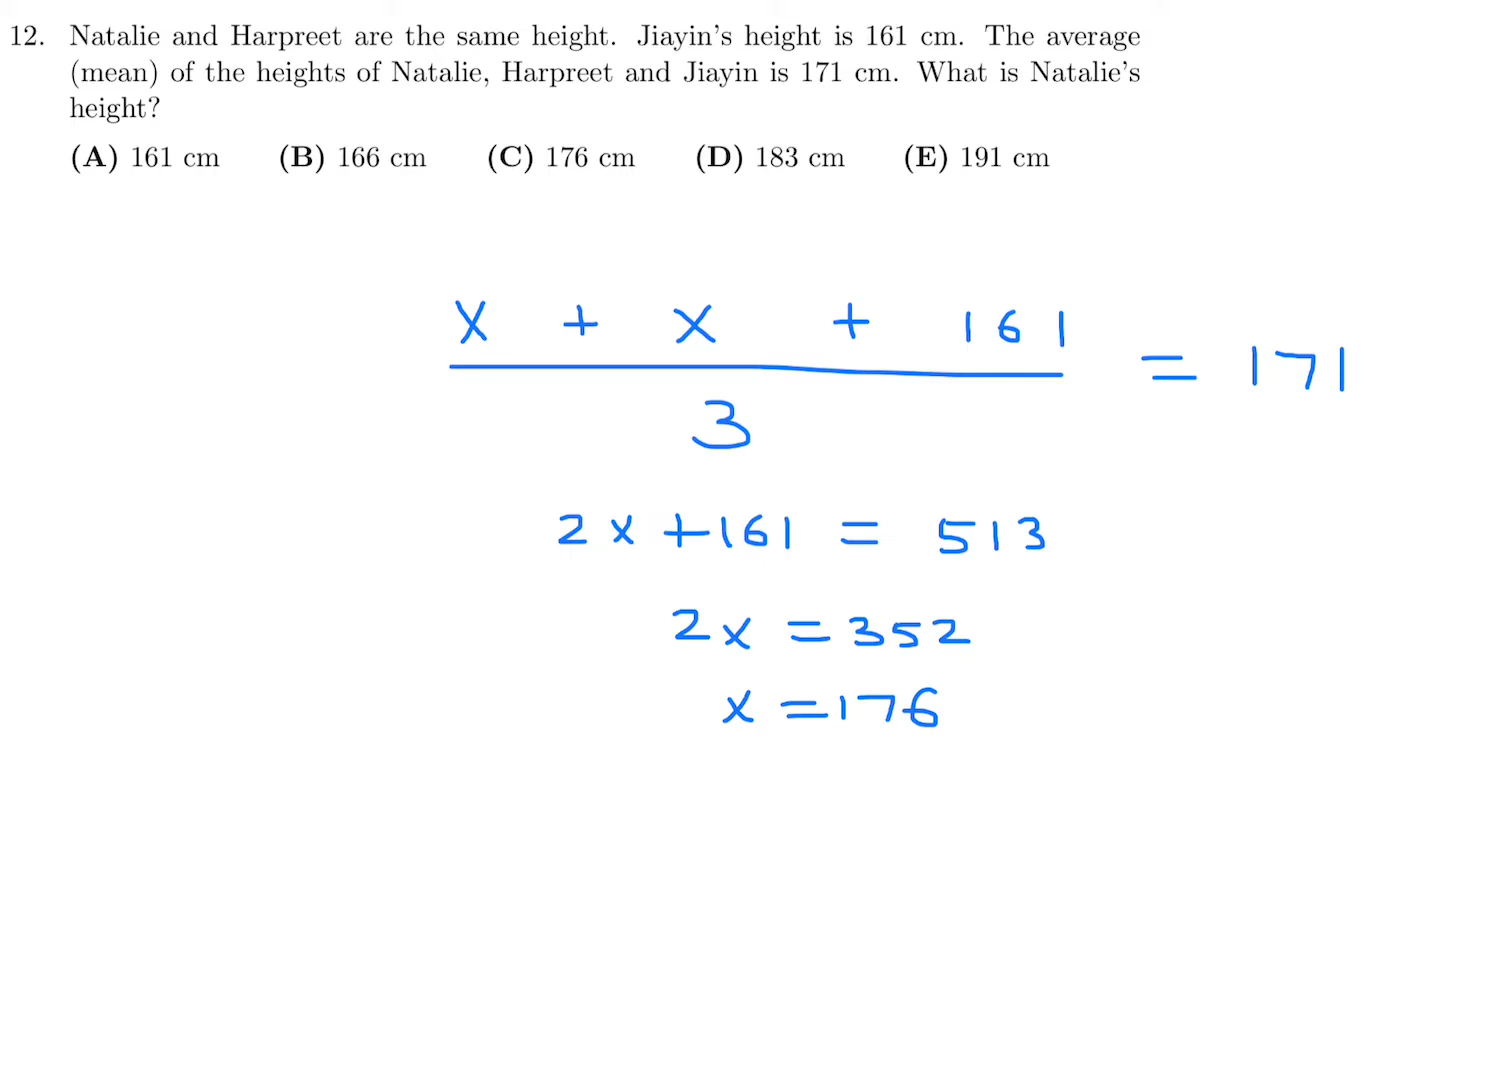 12. Natalie and Harpreet are the same height. Jiayin's height is 161 cm. The average
(mean) of the heights of Natalie, Harpreet and Jiayin is 171 cm. What is Natalie's
height?
(A) 161 cm (B) 166 cm (C) 176 cm (D) 183 cm (E) 191 cm
x + x + 161
= 171
3
2x +161 = 513
2x = 352
x = 176